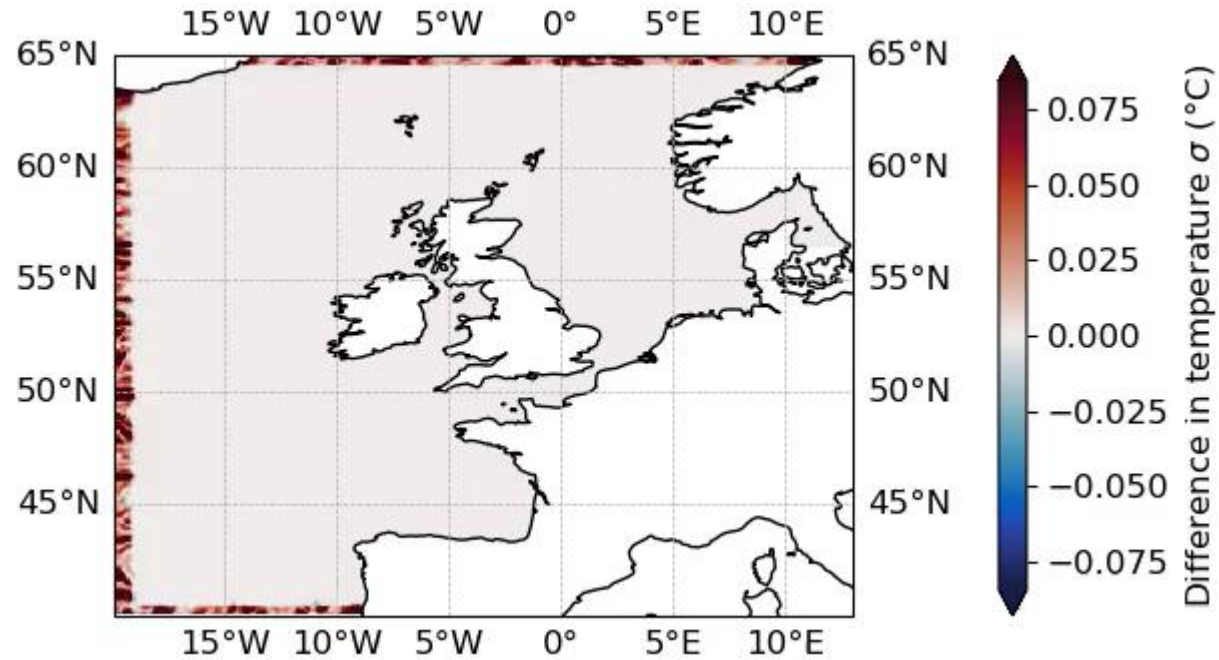 15°W 10°W 5°W 0° 5°E 10°E
65°N 65°N
60°N 60°N
55°N 55°N
50°N 50°N
45°N 45°N
15°W 10°W 5°W 0° 5°E 10°E
0.075
0.050
0.025
0.000
−0.025
−0.050
−0.075
Difference in temperature σ (°C)